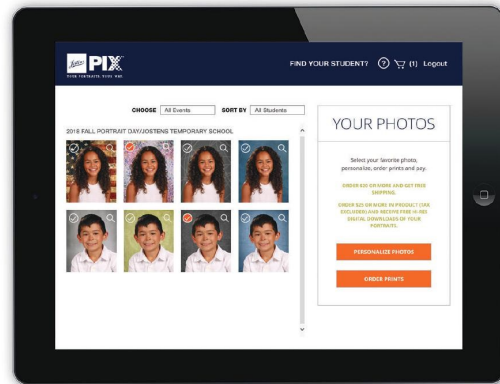 Jostens PIX
YOUR PORTRAITS. YOUR WAY.
FIND YOUR STUDENT? ? (1) Logout
CHOOSE All Events SORT BY All Students
2018 FALL PORTRAIT DAY/JOSTENS TEMPORARY SCHOOL
YOUR PHOTOS
Select your favorite photo,
personalize, order prints and pay.
ORDER $20 OR MORE AND GET FREE
SHIPPING.
ORDER $25 OR MORE IN PRODUCT (TAX
EXCLUDED) AND RECEIVE FREE HI-RES
DIGITAL DOWNLOADS OF YOUR
PORTRAITS.
PERSONALIZE PHOTOS
ORDER PRINTS